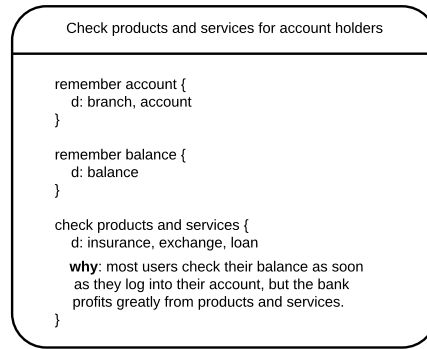 Check products and services for account holders
remember account {
d: branch, account
}
remember balance {
d: balance
}
check products and services {
d: insurance, exchange, loan
why: most users check their balance as soon
as they log into their account, but the bank
profits greatly from products and services.
}